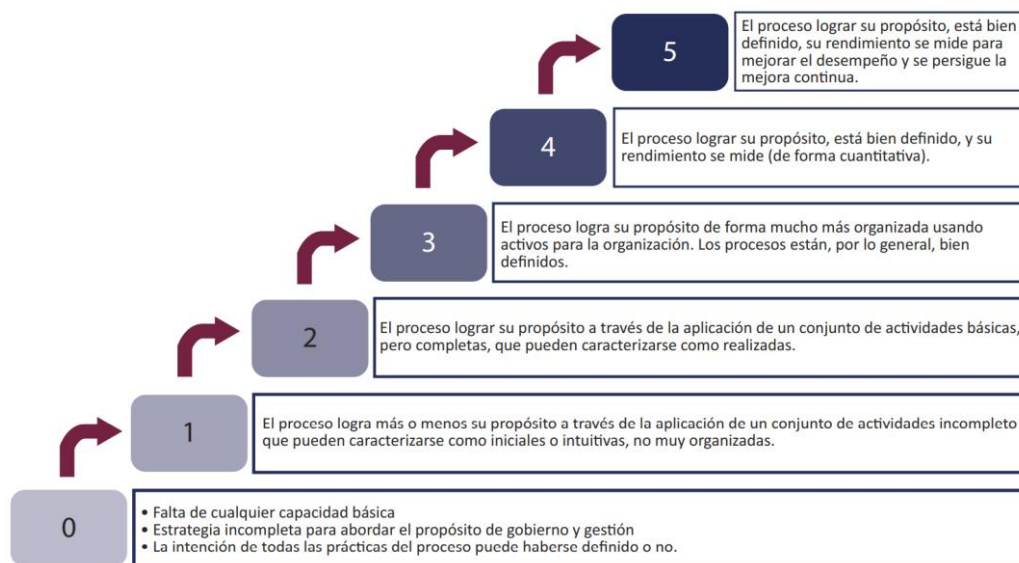 5
El proceso lograr su propósito, está bien
definido, su rendimiento se mide para
mejorar el desempeño y se persigue la
mejora continua.
4
El proceso lograr su propósito, está bien definido, y su
rendimiento se mide (de forma cuantitativa).
3
El proceso logra su propósito de forma mucho más organizada usando
activos para la organización. Los procesos están, por lo general, bien
definidos.
2
El proceso lograr su propósito a través de la aplicación de un conjunto de actividades básicas,
pero completas, que pueden caracterizarse como realizadas.
1
El proceso logra más o menos su propósito a través de la aplicación de un conjunto de actividades incompleto
que pueden caracterizarse como iniciales o intuitivas, no muy organizadas.
0
• Falta de cualquier capacidad básica
• Estrategia incompleta para abordar el propósito de gobierno y gestión
• La intención de todas las prácticas del proceso puede haberse definido o no.